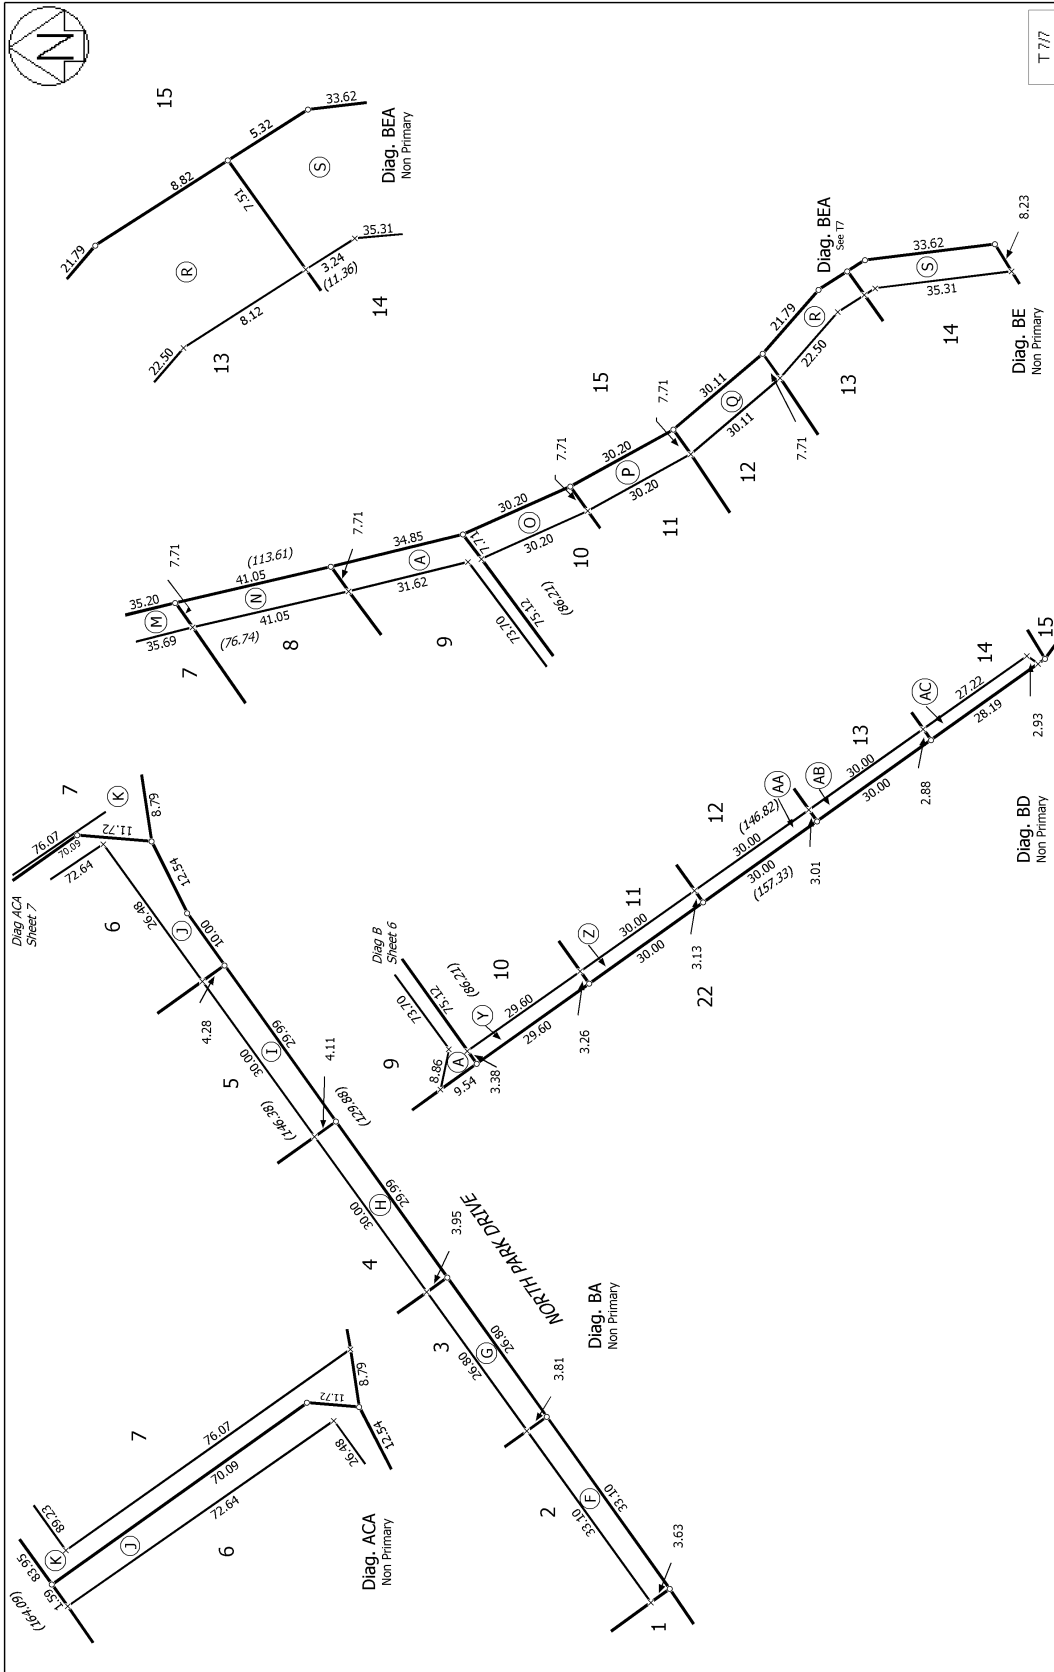 N
T 7/7
15
33.62
5.32
8.82
21.79
7.51
S
Diag. BEA
Non Primary
R
35.31
3.24
(11.36)
14
8.12
22.50
13
35.20
M
35.69
7
7.71
(113.61)
41.05
N
41.05
(76.74)
8
7.71
34.85
A
31.62
9
7.71
75.12
(86.21)
73.70
30.20
O
30.20
10
7.71
30.20
P
30.20
11
15
7.71
30.11
Q
30.11
12
7.71
21.79
R
22.50
13
Diag. BEA
See T7
33.62
S
35.31
14
8.23
Diag. BE
Non Primary
Diag ACA
Sheet 7
76.07
70.09
72.64
7
K
11.72
8.79
12.54
6
26.48
J
10.00
4.28
29.99
I
30.00
5
4.11
(146.38)
(129.88)
29.99
H
30.00
4
3.95
NORTH PARK DRIVE
26.80
G
26.80
3
3.81
33.10
F
33.10
2
3.63
1
Diag. BA
Non Primary
Diag B
Sheet 6
73.70
75.12
(86.21)
10
9
8.86
A
9.54
3.38
Y
29.60
29.60
3.26
Z
11
30.00
30.00
3.13
22
12
(146.82)
AA
30.00
30.00
(157.33)
3.01
AB
13
30.00
30.00
2.88
AC
14
27.22
28.19
2.93
15
Diag. BD
Non Primary
7
89.23
83.95
K
1.59
(164.09)
76.07
70.09
J
72.64
6
11.72
8.79
12.54
26.48
Diag. ACA
Non Primary